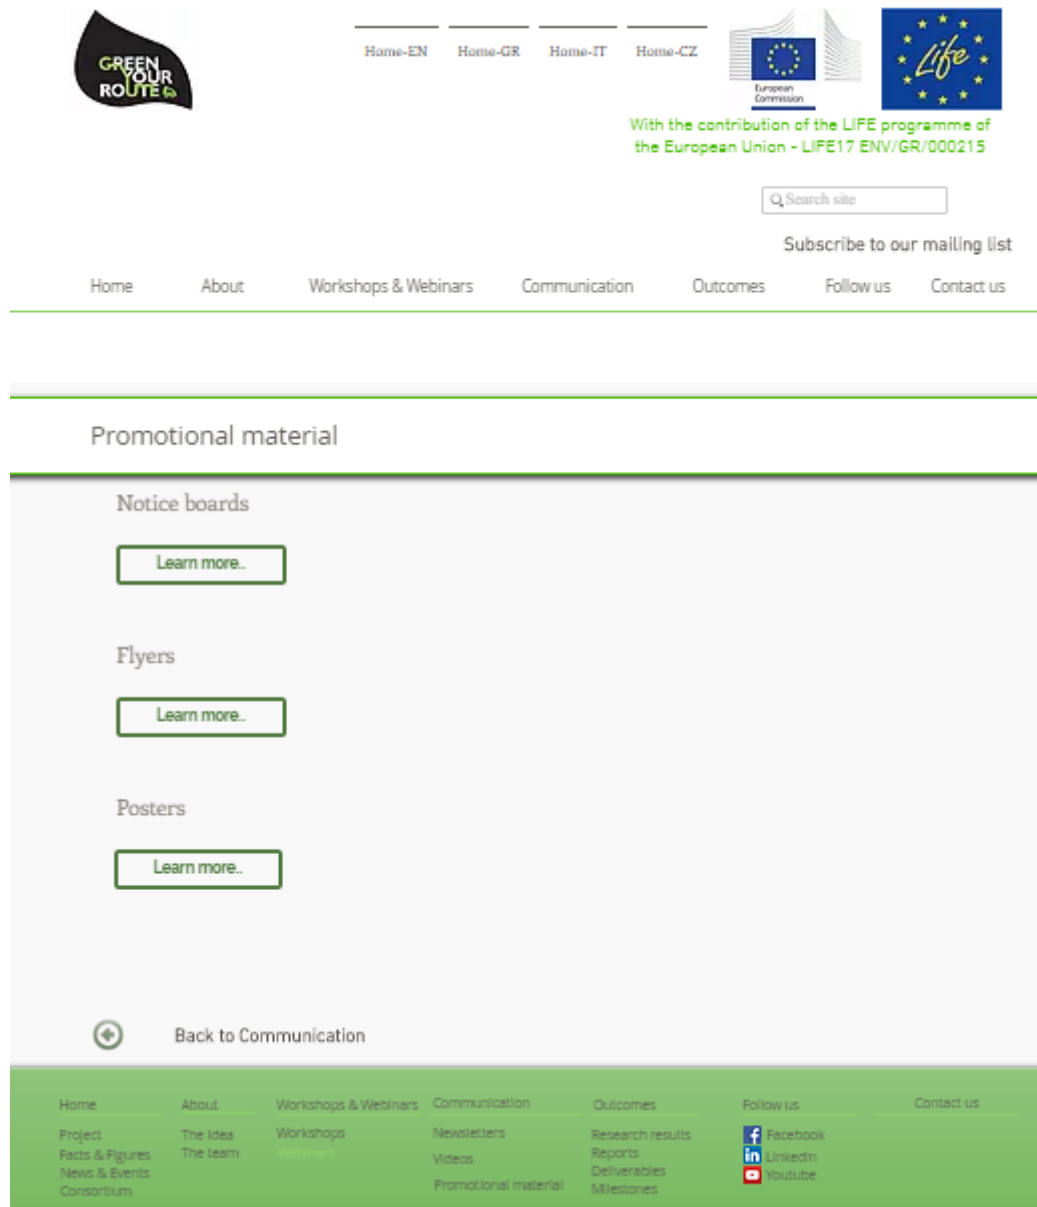 GREEN
YOUR
ROUTE
Home-EN Home-GR Home-IT Home-CZ
European
Commission
Life
With the contribution of the LIFE programme of
the European Union - LIFE17 ENV/GR/000215
Search site
Subscribe to our mailing list
Home About Workshops & Webinars Communication Outcomes Follow us Contact us
Promotional material
Notice boards
Learn more..
Flyers
Learn more..
Posters
Learn more..
Back to Communication
Home About Workshops & Webinars Communication Outcomes Follow us Contact us
Project The Idea Workshops Newsletters Research results Facebook
Facts & Figures The team Webinars Videos Reports LinkedIn
News & Events Deliverables Youtube
Consortium Promotional material Milestones